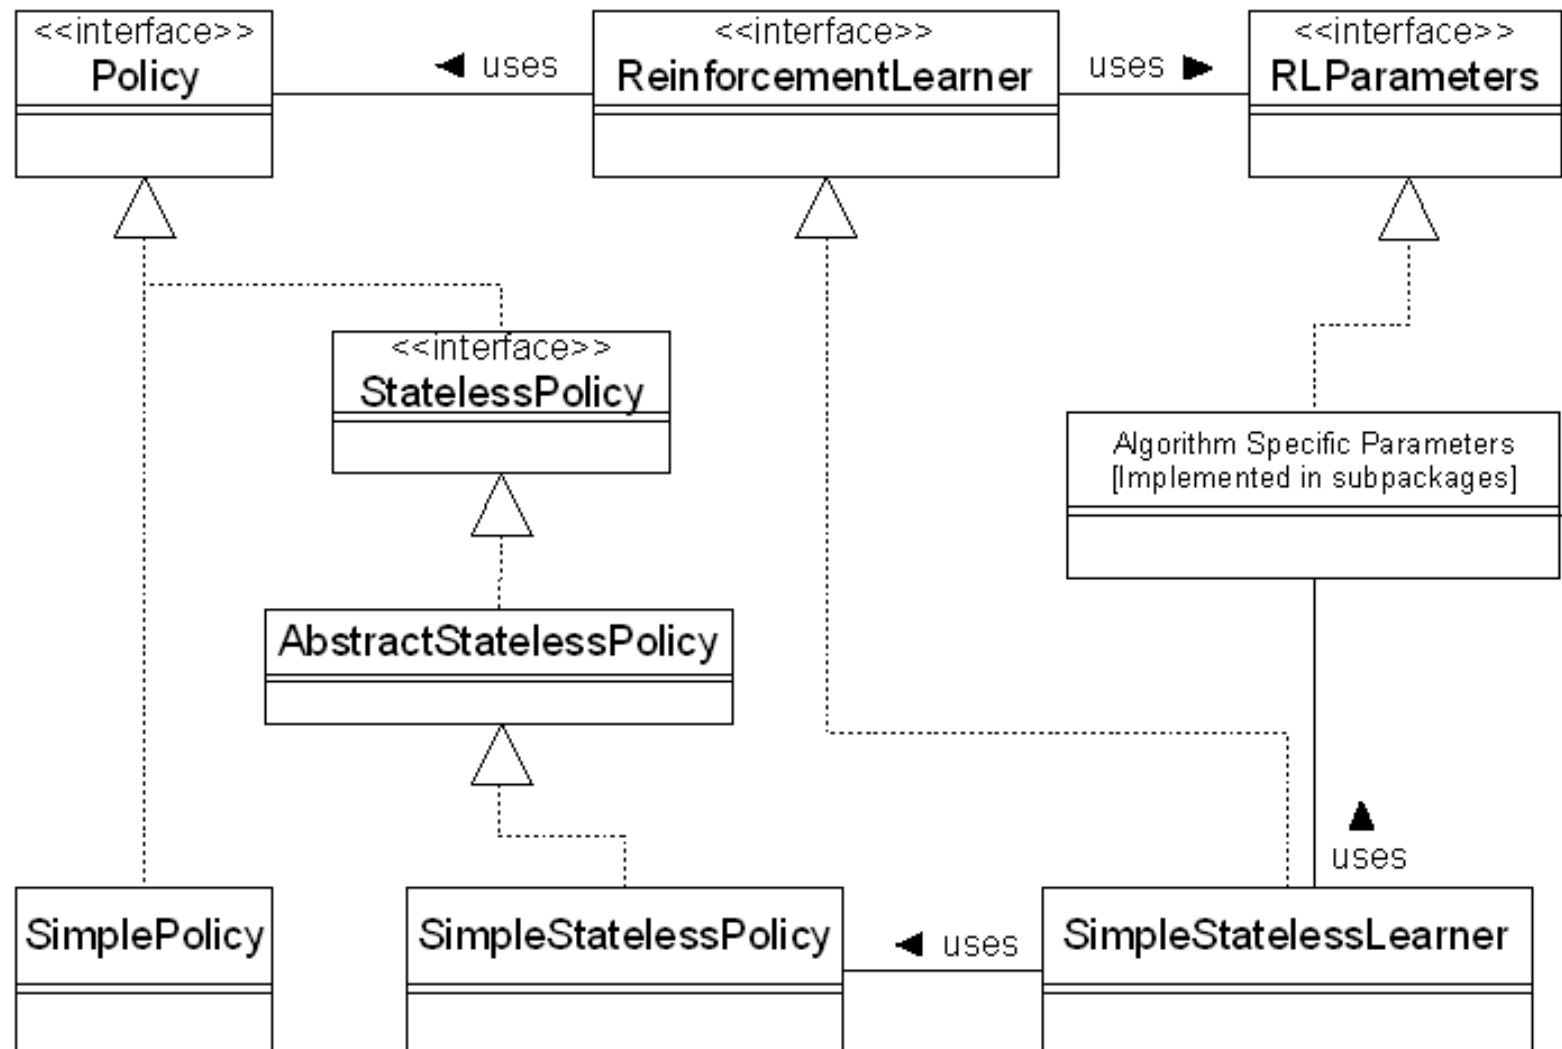 <<interface>>
Policy
◄ uses
<<interface>>
ReinforcementLearner
uses ►
<<interface>>
RLParameters
<<interface>>
StatelessPolicy
Algorithm Specific Parameters
[Implemented in subpackages]
AbstractStatelessPolicy
▲
uses
SimplePolicy
SimpleStatelessPolicy
◄ uses
SimpleStatelessLearner